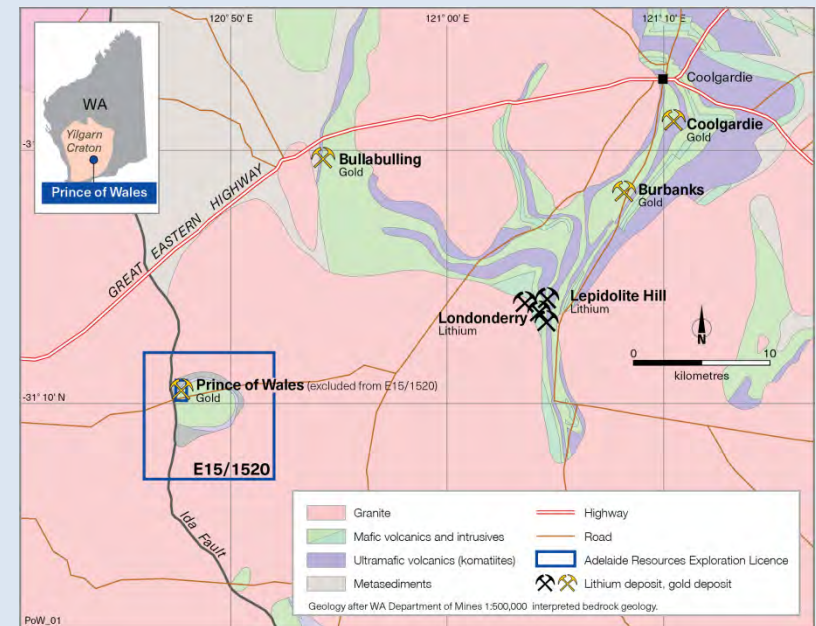 120° 50' E
121° 00' E
121° 10' E
WA
Yilgarn
Craton
Prince of Wales
Coolgardie
Coolgardie
Gold
-3
Bullabulling
Gold
Burbanks
Gold
GREAT EASTERN HIGHWAY
Lepidolite Hill
Lithium
Londonderry
Lithium
N
0 10
kilometres
Prince of Wales (excluded from E15/1520)
Gold
-31° 10' N
E15/1520
Ida Fault
Granite
Mafic volcanics and intrusives
Ultramafic volcanics (komatiites)
Metasediments
Highway
Road
Adelaide Resources Exploration Licence
Lithium deposit, gold deposit
Geology after WA Department of Mines 1:500,000 interpreted bedrock geology.
PoW_01